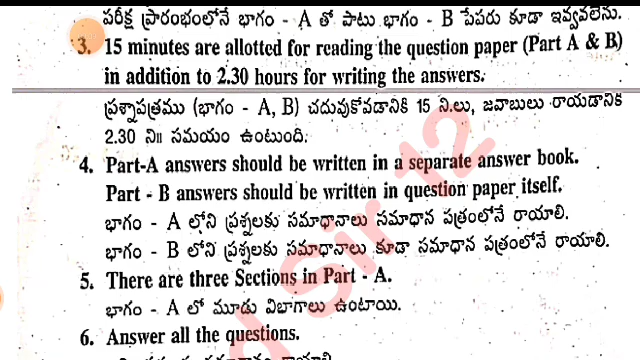 పరీక్ష ప్రారంభంలోనే భాగం - A తో పాటు భాగం - B పేపరు కూడా ఇవ్వవలెను.
3. 15 minutes are allotted for reading the question paper (Part A & B)
in addition to 2.30 hours for writing the answers.
ప్రశ్నాపత్రము (భాగం - A, B) చదువుకోవడానికి 15 ని.లు, జవాబులు రాయడానికి
2.30 ని॥ సమయం ఉంటుంది.
4. Part-A answers should be written in a separate answer book.
Part - B answers should be written in question paper itself.
భాగం - A లోని ప్రశ్నలకు సమాధానాలు సమాధాన పత్రంలోనే రాయాలి.
భాగం - B లోని ప్రశ్నలకు సమాధానాలు కూడా సమాధాన పత్రంలోనే రాయాలి.
5. There are three Sections in Part - A.
భాగం - A లో మూడు విబాగాలు ఉంటాయి.
6. Answer all the questions.
d Sir 12